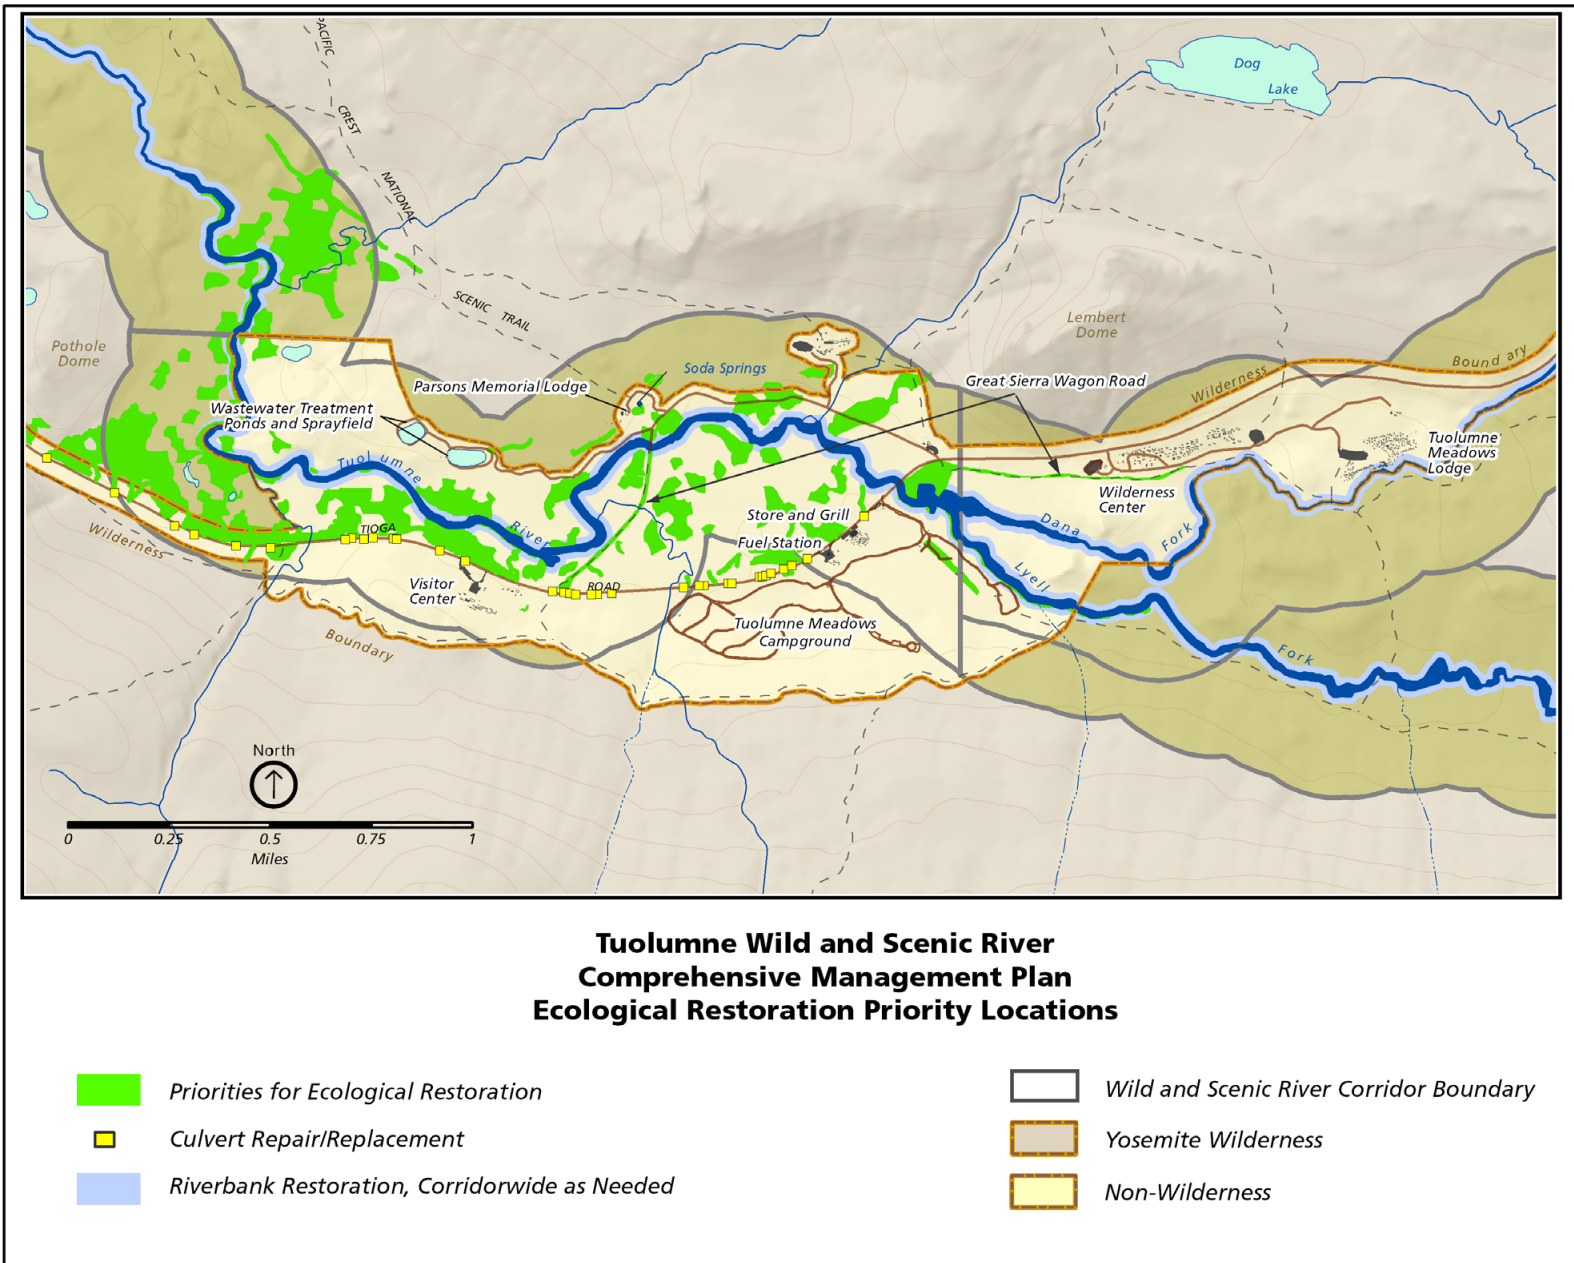 PACIFIC
CREST
NATIONAL
SCENIC TRAIL
Dog
Lake
Pothole
Dome
Lembert
Dome
Soda Springs
Parsons Memorial Lodge
Great Sierra Wagon Road
Wilderness
Bound ary
Wastewater Treatment
Ponds and Sprayfield
Tuol umne
River
Tuolumne
Meadows
Lodge
Wilderness
Center
Dana
Fork
Lyell
Fork
Store and Grill
Fuel Station
TIOGA
ROAD
Wilderness
Boundary
Visitor
Center
Tuolumne Meadows
Campground
North
0 0.25 0.5 0.75 1
Miles
Tuolumne Wild and Scenic River
Comprehensive Management Plan
Ecological Restoration Priority Locations
Priorities for Ecological Restoration
Culvert Repair/Replacement
Riverbank Restoration, Corridorwide as Needed
Wild and Scenic River Corridor Boundary
Yosemite Wilderness
Non-Wilderness